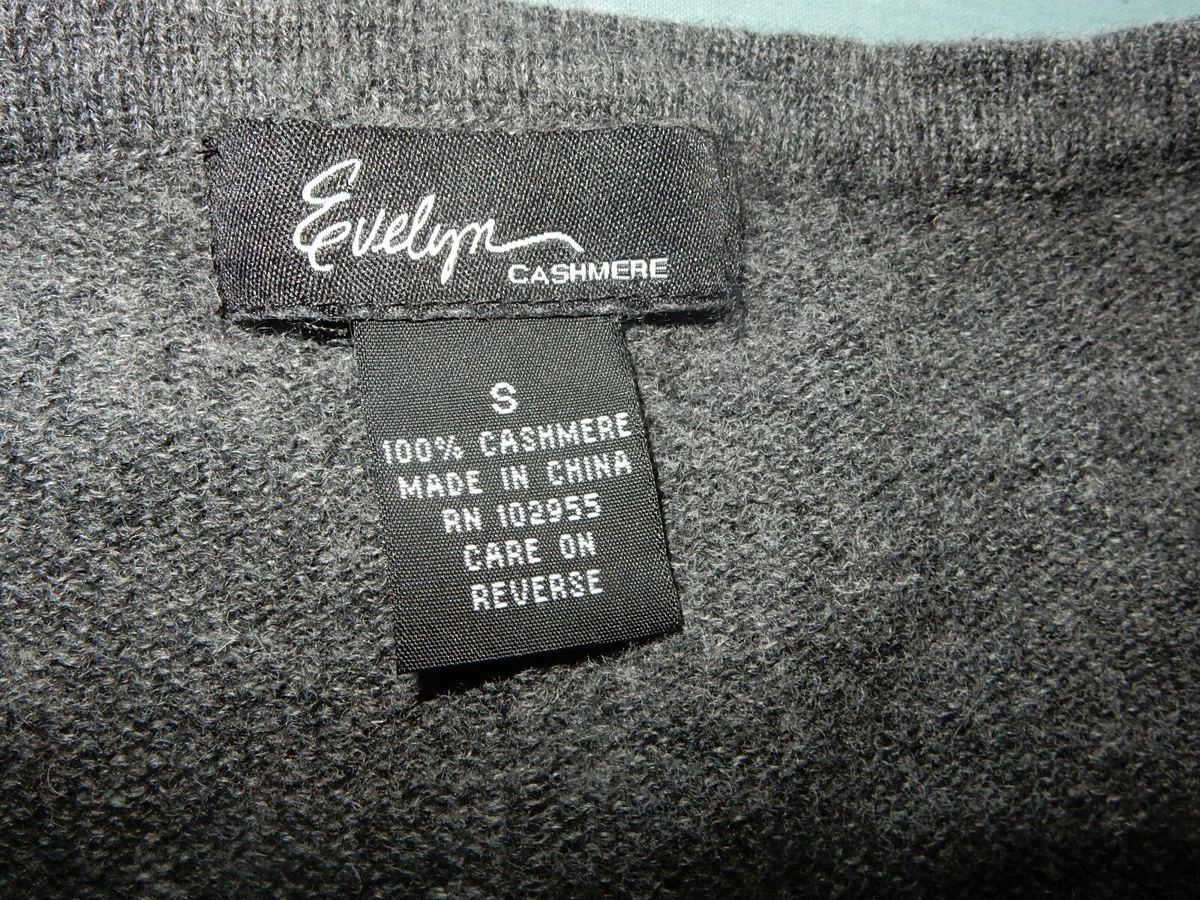 Evelyn
CASHMERE
S
100% CASHMERE
MADE IN CHINA
RN 102955
CARE ON
REVERSE